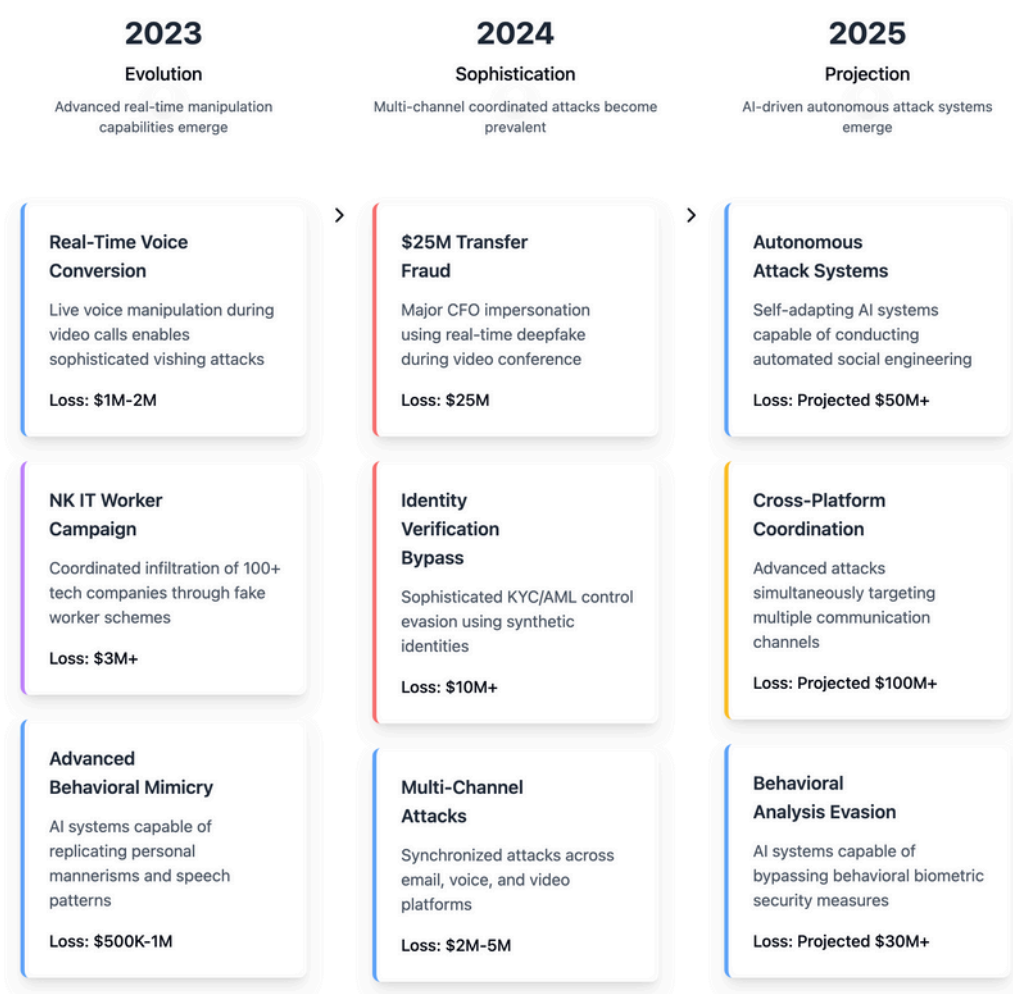 2023
Evolution
Advanced real-time manipulation
capabilities emerge
2024
Sophistication
Multi-channel coordinated attacks become
prevalent
2025
Projection
AI-driven autonomous attack systems
emerge
Real-Time Voice
Conversion
Live voice manipulation during
video calls enables
sophisticated vishing attacks
Loss: $1M-2M
NK IT Worker
Campaign
Coordinated infiltration of 100+
tech companies through fake
worker schemes
Loss: $3M+
Advanced
Behavioral Mimicry
AI systems capable of
replicating personal
mannerisms and speech
patterns
Loss: $500K-1M
$25M Transfer
Fraud
Major CFO impersonation
using real-time deepfake
during video conference
Loss: $25M
Identity
Verification
Bypass
Sophisticated KYC/AML control
evasion using synthetic
identities
Loss: $10M+
Multi-Channel
Attacks
Synchronized attacks across
email, voice, and video
platforms
Loss: $2M-5M
Autonomous
Attack Systems
Self-adapting AI systems
capable of conducting
automated social engineering
Loss: Projected $50M+
Cross-Platform
Coordination
Advanced attacks
simultaneously targeting
multiple communication
channels
Loss: Projected $100M+
Behavioral
Analysis Evasion
AI systems capable of
bypassing behavioral biometric
security measures
Loss: Projected $30M+